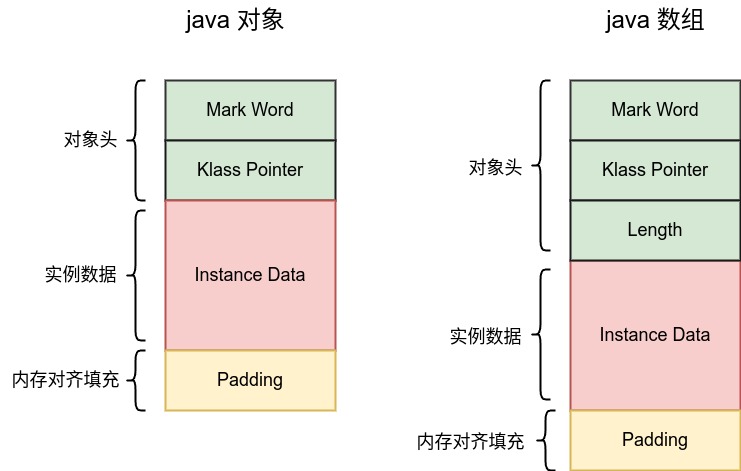 java 对象
对象头
Mark Word
Klass Pointer
实例数据
Instance Data
内存对齐填充
Padding
java 数组
对象头
Mark Word
Klass Pointer
Length
实例数据
Instance Data
内存对齐填充
Padding